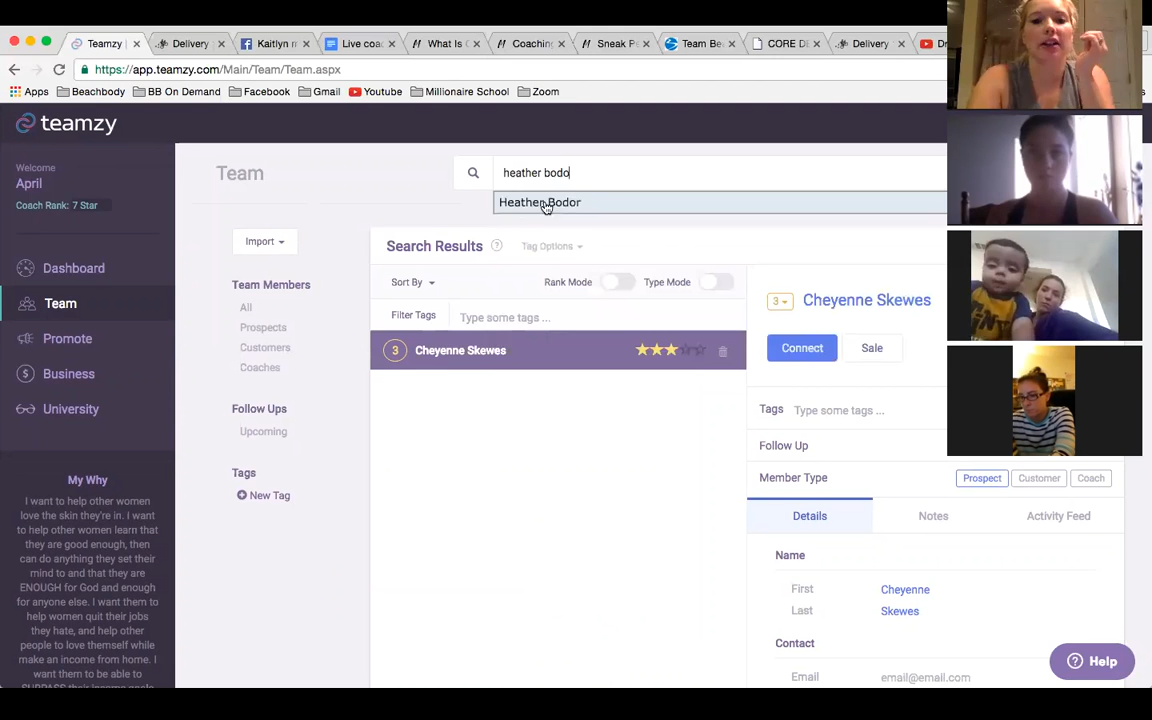 Teamzy
Delivery
Kaitlyn m
Live coa
What Is C
Coaching
Sneak P
Team Be
CORE DE
Delivery
Dr
https://app.teamzy.com/Main/Team/Team.aspx
Apps
Beachbody
BB On Demand
Facebook
Gmail
Youtube
Millionaire School
Zoom
teamzy
Welcome
April
Coach Rank: 7 Star
Dashboard
Team
Promote
Business
University
My Why
I want to help other women
love the skin they're in. I want
to help other women learn that
they are good enough, then
can do anything they set their
mind to and that they are
ENOUGH for God and enough
for anyone else. I want them to
help women quit their jobs
they hate, and help other
people to love themself while
make an income from home. I
want them to be able to
SURPASS their income goals
Team
heather bodo
Heather Bodor
Import
Team Members
All
Prospects
Customers
Coaches
Follow Ups
Upcoming
Tags
New Tag
Search Results ?
Tag Options
Sort By
Rank Mode
Type Mode
Filter Tags
Type some tags ...
3 Cheyenne Skewes
3 Cheyenne Skewes
Connect
Sale
Tags
Type some tags ...
Follow Up
Member Type
Prospect
Customer
Coach
Details
Notes
Activity Feed
Name
First
Cheyenne
Last
Skewes
Contact
Email
email@email.com
? Help